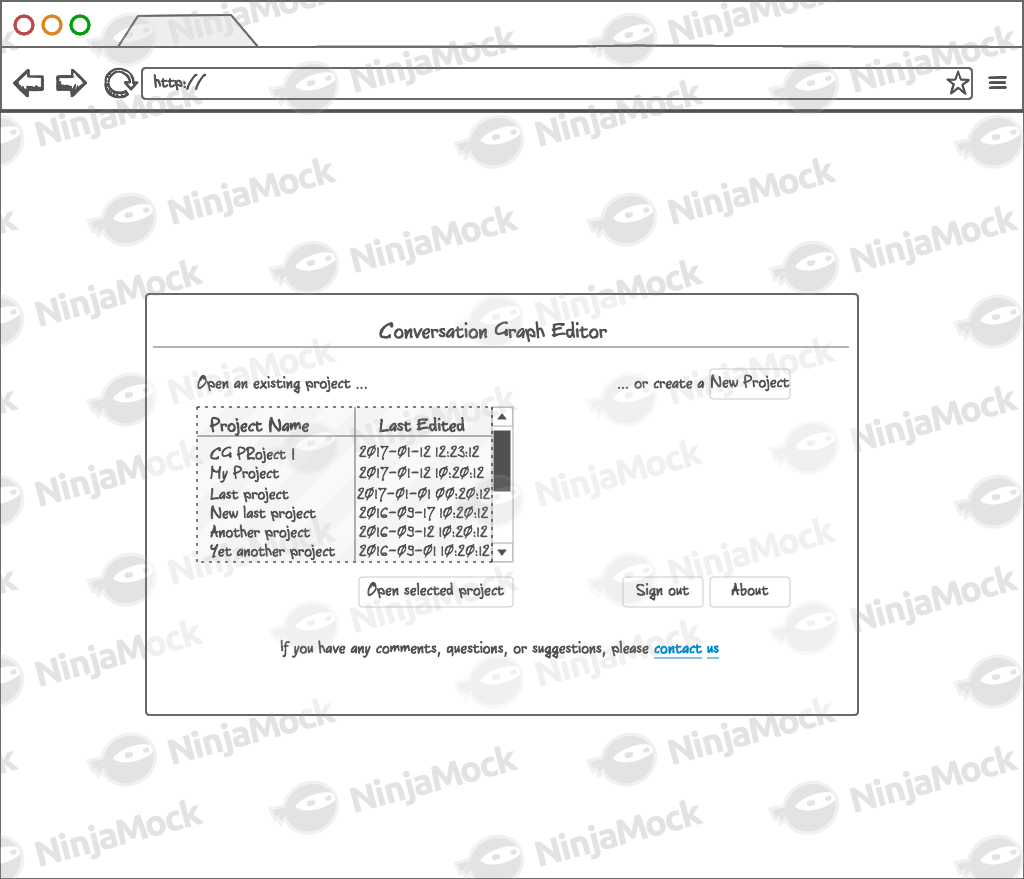 http://
Conversation Graph Editor
Open an existing project ...
... or create a New Project
Project Name Last Edited
CG PRoject 1 2017-01-12 12:23:12
My Project 2017-01-12 10:20:12
Last project 2017-01-01 00:20:12
New last project 2016-09-17 10:20:12
Another project 2016-09-12 10:20:12
Yet another project 2016-09-01 10:20:12
Open selected project
Sign out
About
If you have any comments, questions, or suggestions, please contact us
NinjaMock